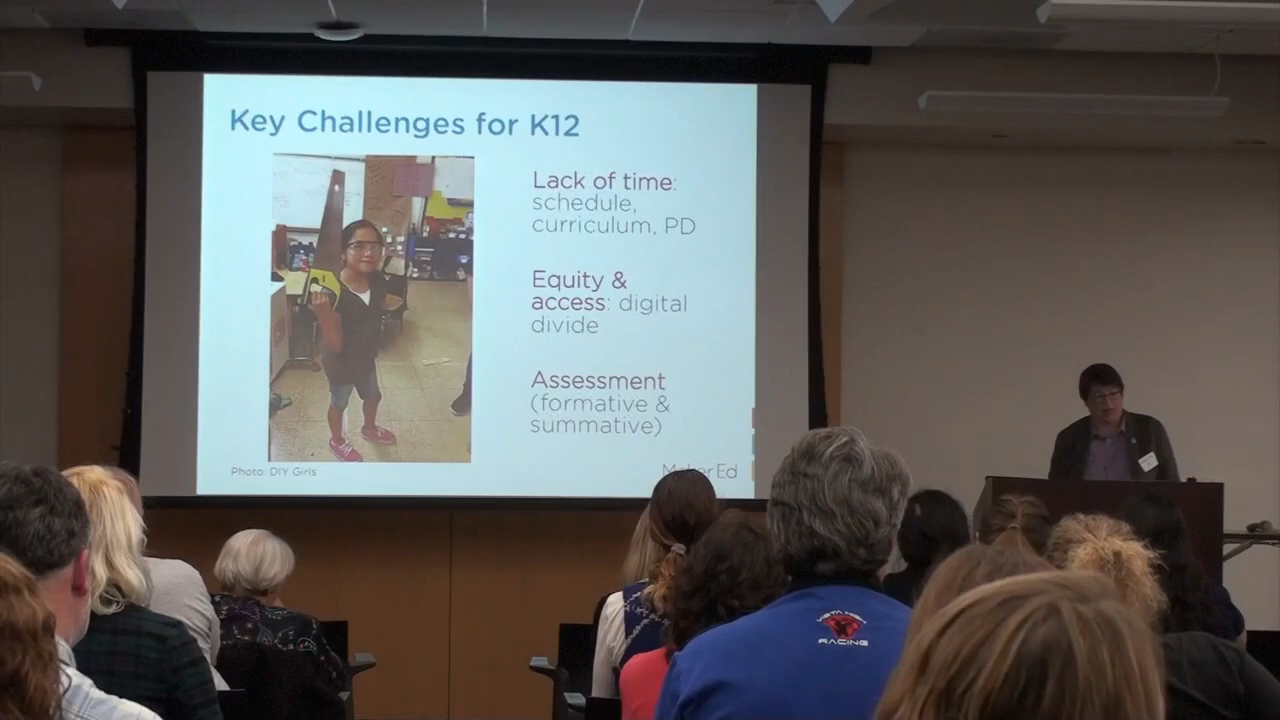 Key Challenges for K12
Lack of time:
schedule,
curriculum, PD
Equity &
access: digital
divide
Assessment
(formative &
summative)
Photo: DIY Girls
Maker Ed
RACING